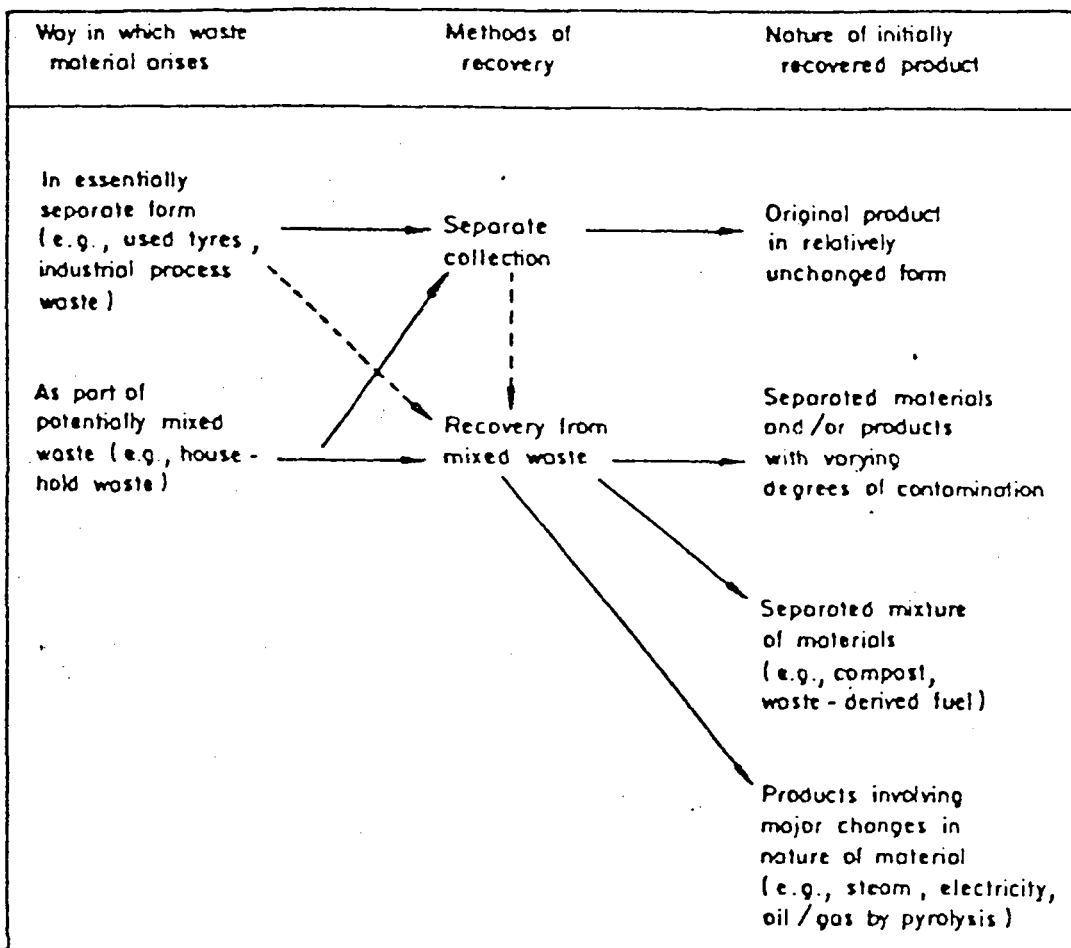 Way in which waste
material arises
Methods of
recovery
Nature of initially
recovered product
In essentially
separate form
(e.g., used tyres,
industrial process
waste)
Separate
collection
Original product
in relatively
unchanged form
As part of
potentially mixed
waste (e.g., house-
hold waste)
Recovery from
mixed waste
Separated materials
and/or products
with varying
degrees of contamination
Separated mixture
of materials
(e.g., compost,
waste-derived fuel)
Products involving
major changes in
nature of material
(e.g., steam, electricity,
oil/gas by pyrolysis)